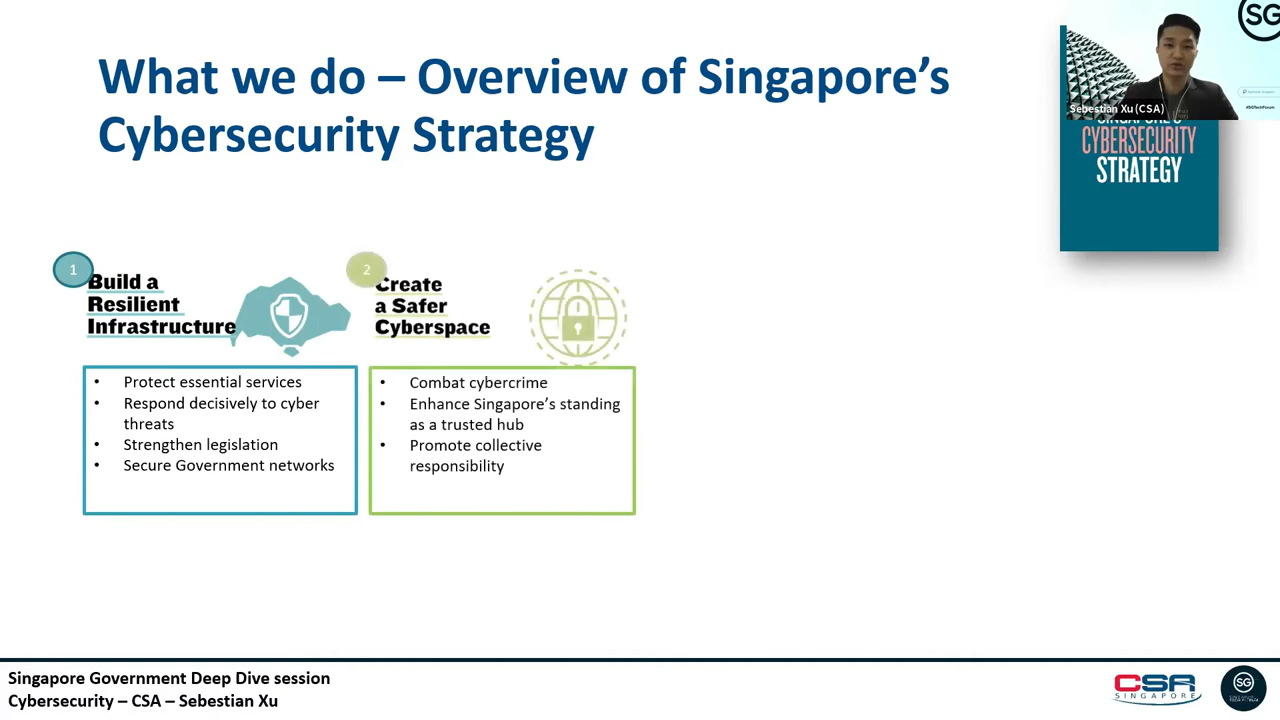 What we do – Overview of Singapore’s
Cybersecurity Strategy
SG
Sebestian Xu (CSA)
#SGTechForum
SINGAPORE'S
CYBERSECURITY
STRATEGY
1
Build a
Resilient
Infrastructure
2
Create
a Safer
Cyberspace
• Protect essential services
• Respond decisively to cyber
threats
• Strengthen legislation
• Secure Government networks
• Combat cybercrime
• Enhance Singapore’s standing
as a trusted hub
• Promote collective
responsibility
Singapore Government Deep Dive session
Cybersecurity – CSA – Sebestian Xu
CSA
SINGAPORE
SG